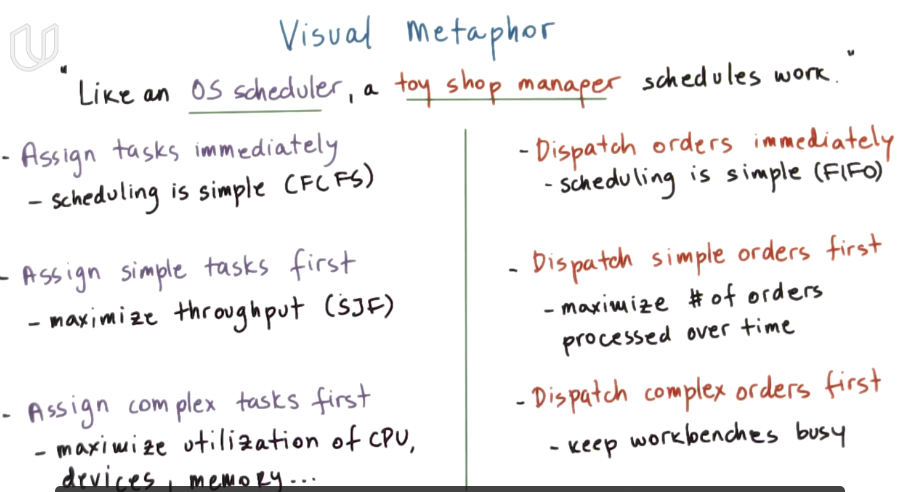 Visual Metaphor
"Like an OS scheduler, a toy shop manager schedules work."
- Assign tasks immediately
- scheduling is simple (FCFS)
- Assign simple tasks first
- maximize throughput (SJF)
- Assign complex tasks first
- maximize utilization of CPU,
devices, memory...
- Dispatch orders immediately
- scheduling is simple (FIFO)
- Dispatch simple orders first
- maximize # of orders
processed over time
- Dispatch complex orders first
- keep workbenches busy